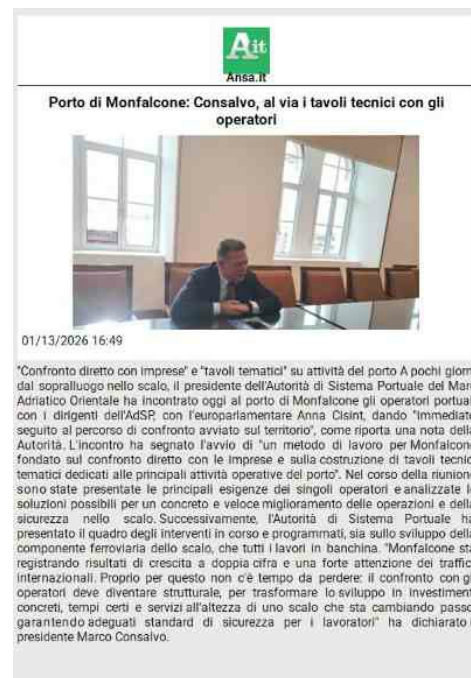 Ait
Ansa.it
Porto di Monfalcone: Consalvo, al via i tavoli tecnici con gli
operatori
01/13/2026 16:49
"Confronto diretto con imprese" e "tavoli tematici" su attività del porto A pochi giorn
dal sopralluogo nello scalo, il presidente dell'Autorità di Sistema Portuale del Mar
Adriatico Orientale ha incontrato oggi al porto di Monfalcone gli operatori portual
con i dirigenti dell'AdSP, con l'europarlamentare Anna Cisint, dando "immediat
seguito al percorso di confronto avviato sul territorio", come riporta una nota dell
Autorità. L'incontro ha segnato l'avvio di "un metodo di lavoro per Monfalcon
fondato sul confronto diretto con le imprese e sulla costruzione di tavoli tecnic
tematici dedicati alle principali attività operative del porto". Nel corso della riunion
sono state presentate le principali esigenze dei singoli operatori e analizzate l
soluzioni possibili per un concreto e veloce miglioramento delle operazioni e dell
sicurezza nello scalo. Successivamente, l'Autorità di Sistema Portuale h
presentato il quadro degli interventi in corso e programmati, sia sullo sviluppo dell
componente ferroviaria dello scalo, che tutti i lavori in banchina. "Monfalcone st
registrando risultati di crescita a doppia cifra e una forte attenzione dei traffic
internazionali. Proprio per questo non c'è tempo da perdere: il confronto con gl
operatori deve diventare strutturale, per trasformare lo sviluppo in investiment
concreti, tempi certi e servizi all'altezza di uno scalo che sta cambiando passo
garantendo adeguati standard di sicurezza per i lavoratori" ha dichiarato i
presidente Marco Consalvo.